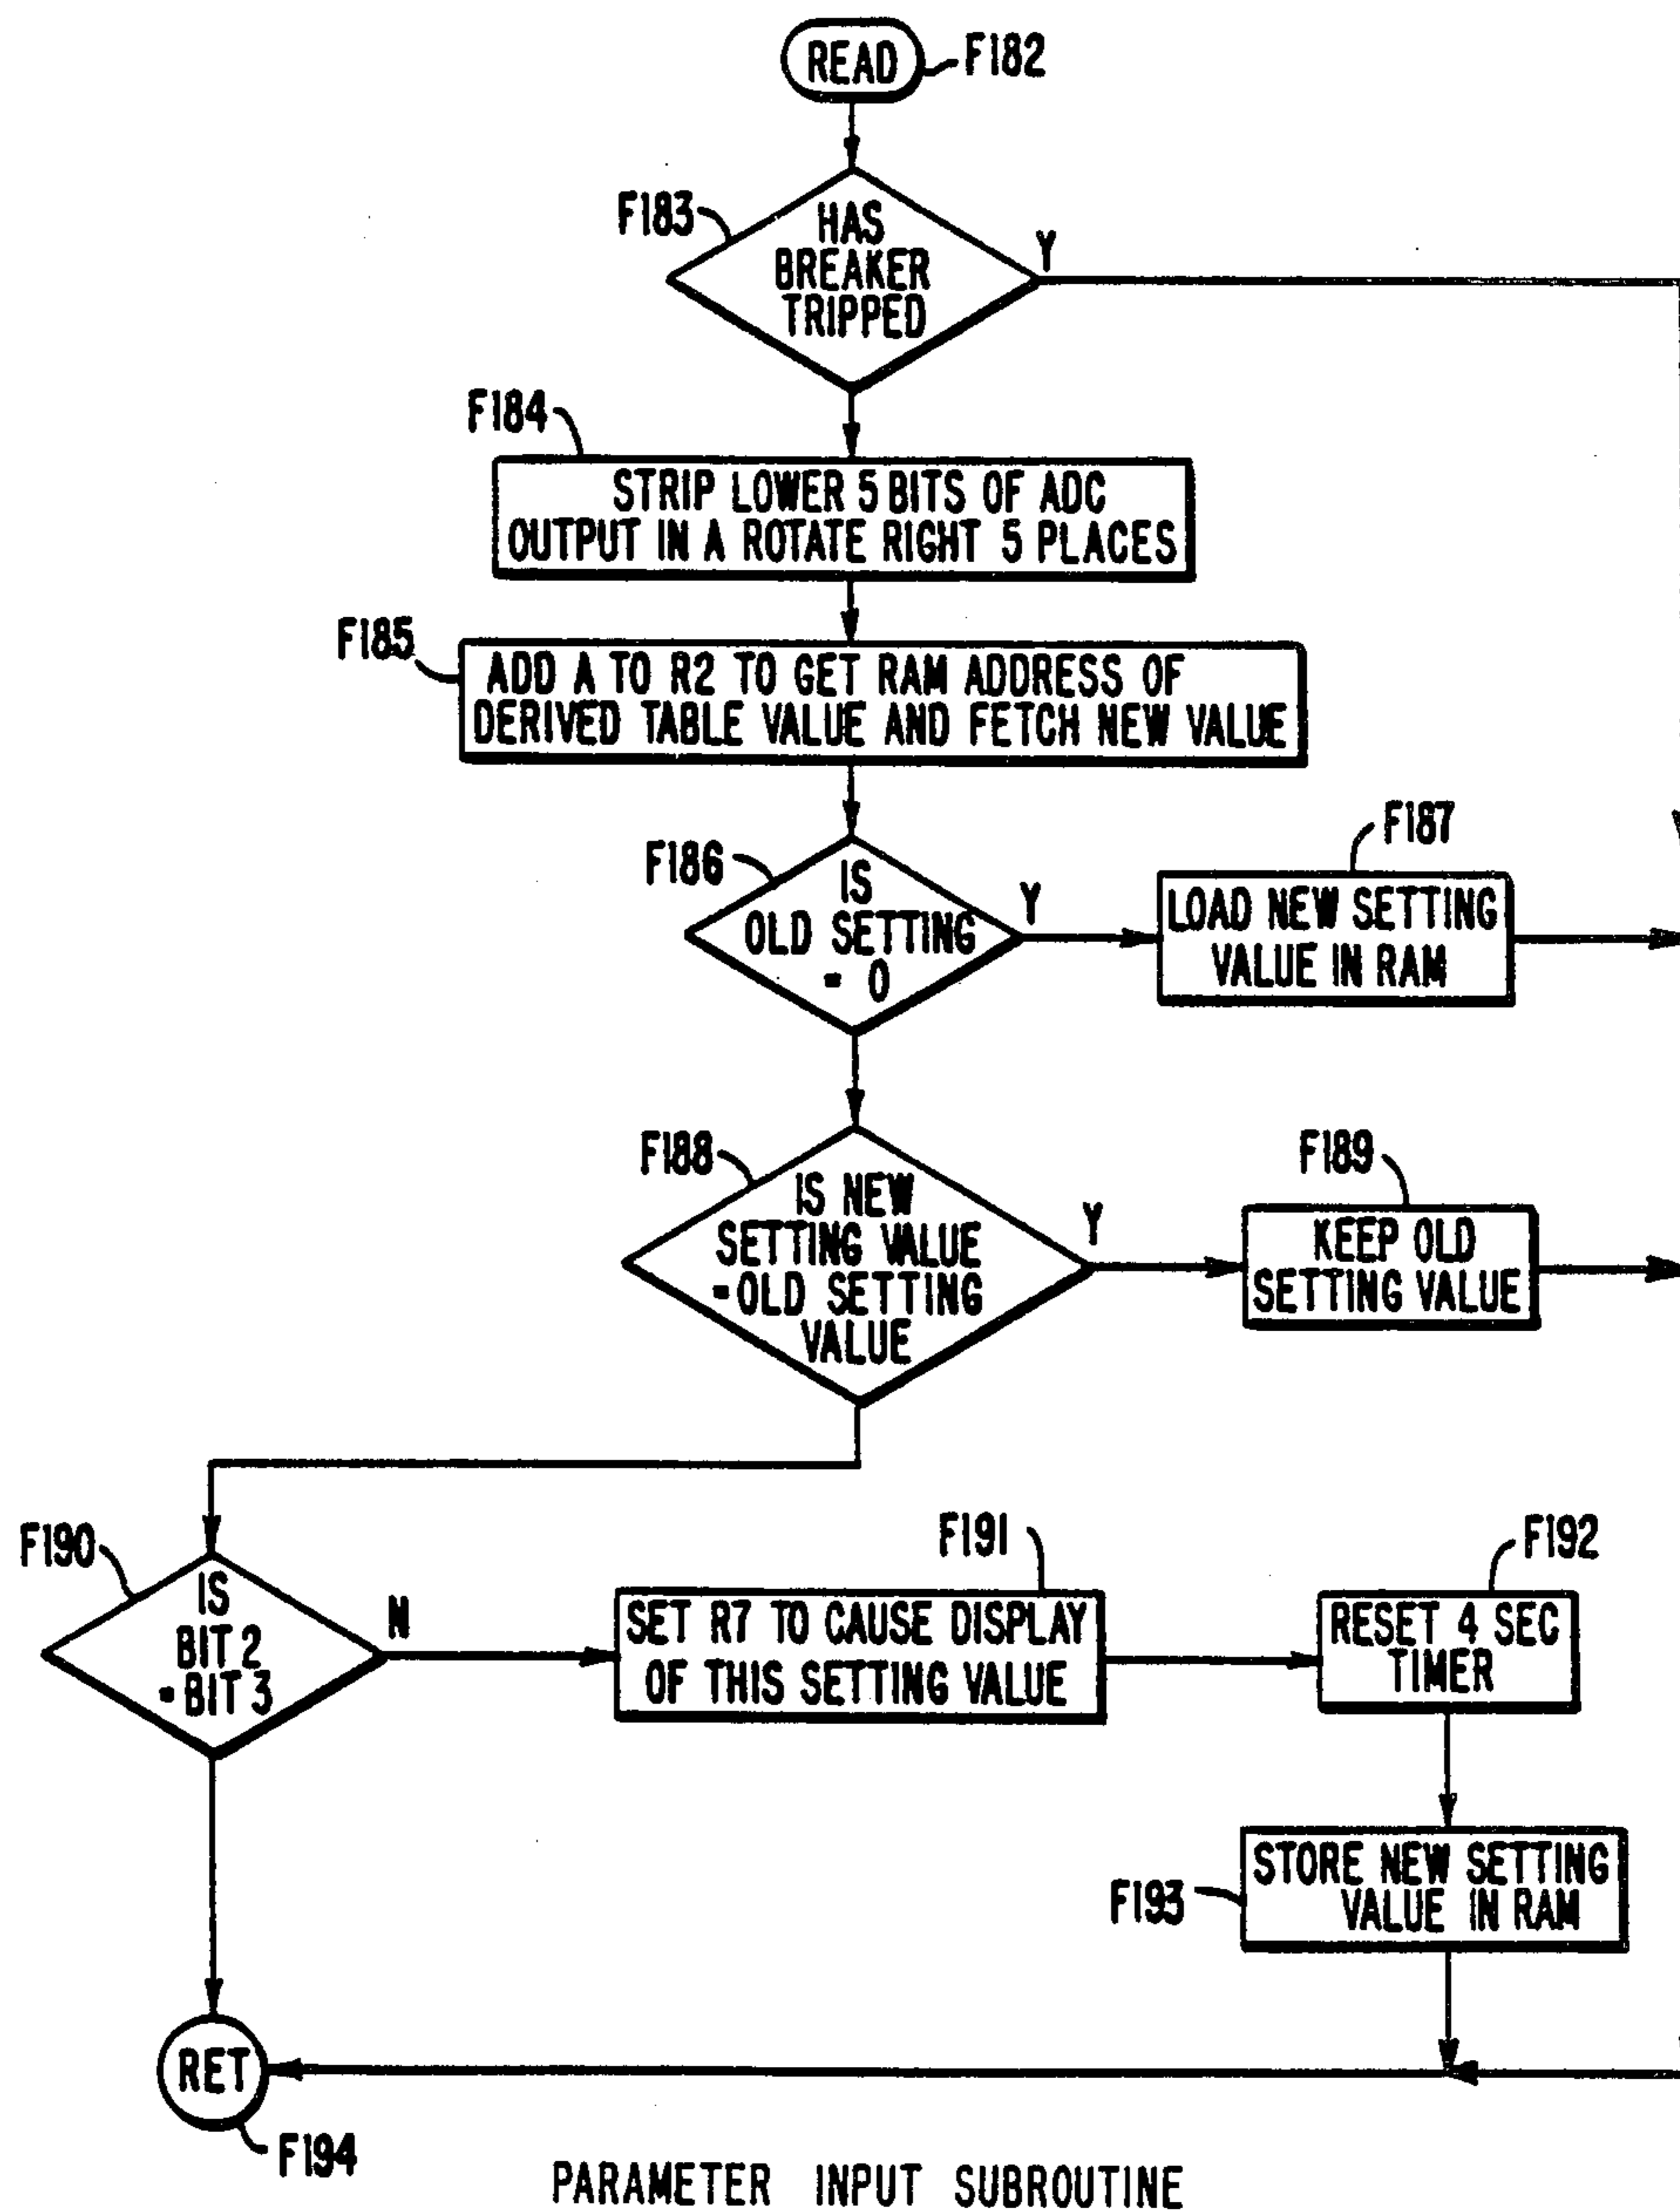 READ
F182
F183
HAS
BREAKER
TRIPPED
Y
F184
STRIP LOWER 5 BITS OF ADC
OUTPUT IN A ROTATE RIGHT 5 PLACES
F185
ADD A TO R2 TO GET RAM ADDRESS OF
DERIVED TABLE VALUE AND FETCH NEW VALUE
F186
IS
OLD SETTING
= 0
Y
F187
LOAD NEW SETTING
VALUE IN RAM
F188
IS NEW
SETTING VALUE
=OLD SETTING
VALUE
Y
F189
KEEP OLD
SETTING VALUE
F190
IS
BIT 2
=BIT 3
N
F191
SET R7 TO CAUSE DISPLAY
OF THIS SETTING VALUE
F192
RESET 4 SEC
TIMER
F193
STORE NEW SETTING
VALUE IN RAM
RET
F194
PARAMETER INPUT SUBROUTINE